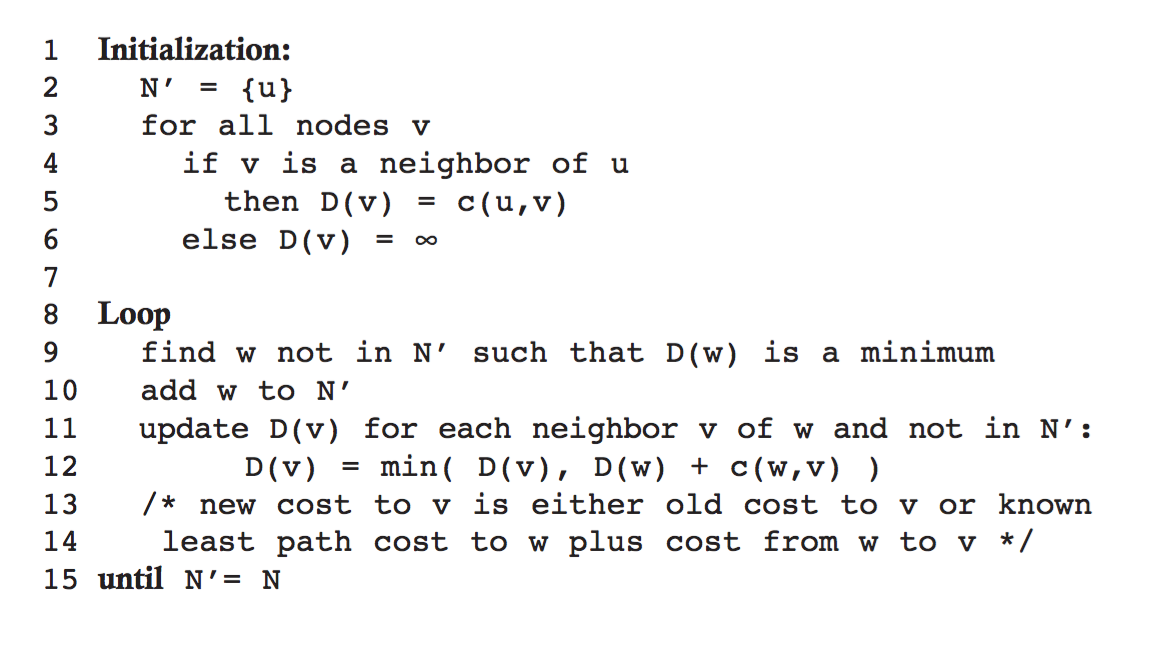 1 Initialization:
2 N’ = {u}
3 for all nodes v
4 if v is a neighbor of u
5 then D(v) = c(u,v)
6 else D(v) = ∞
7
8 Loop
9 find w not in N’ such that D(w) is a minimum
10 add w to N’
11 update D(v) for each neighbor v of w and not in N’:
12 D(v) = min( D(v), D(w) + c(w,v) )
13 /* new cost to v is either old cost to v or known
14 least path cost to w plus cost from w to v */
15 until N’= N